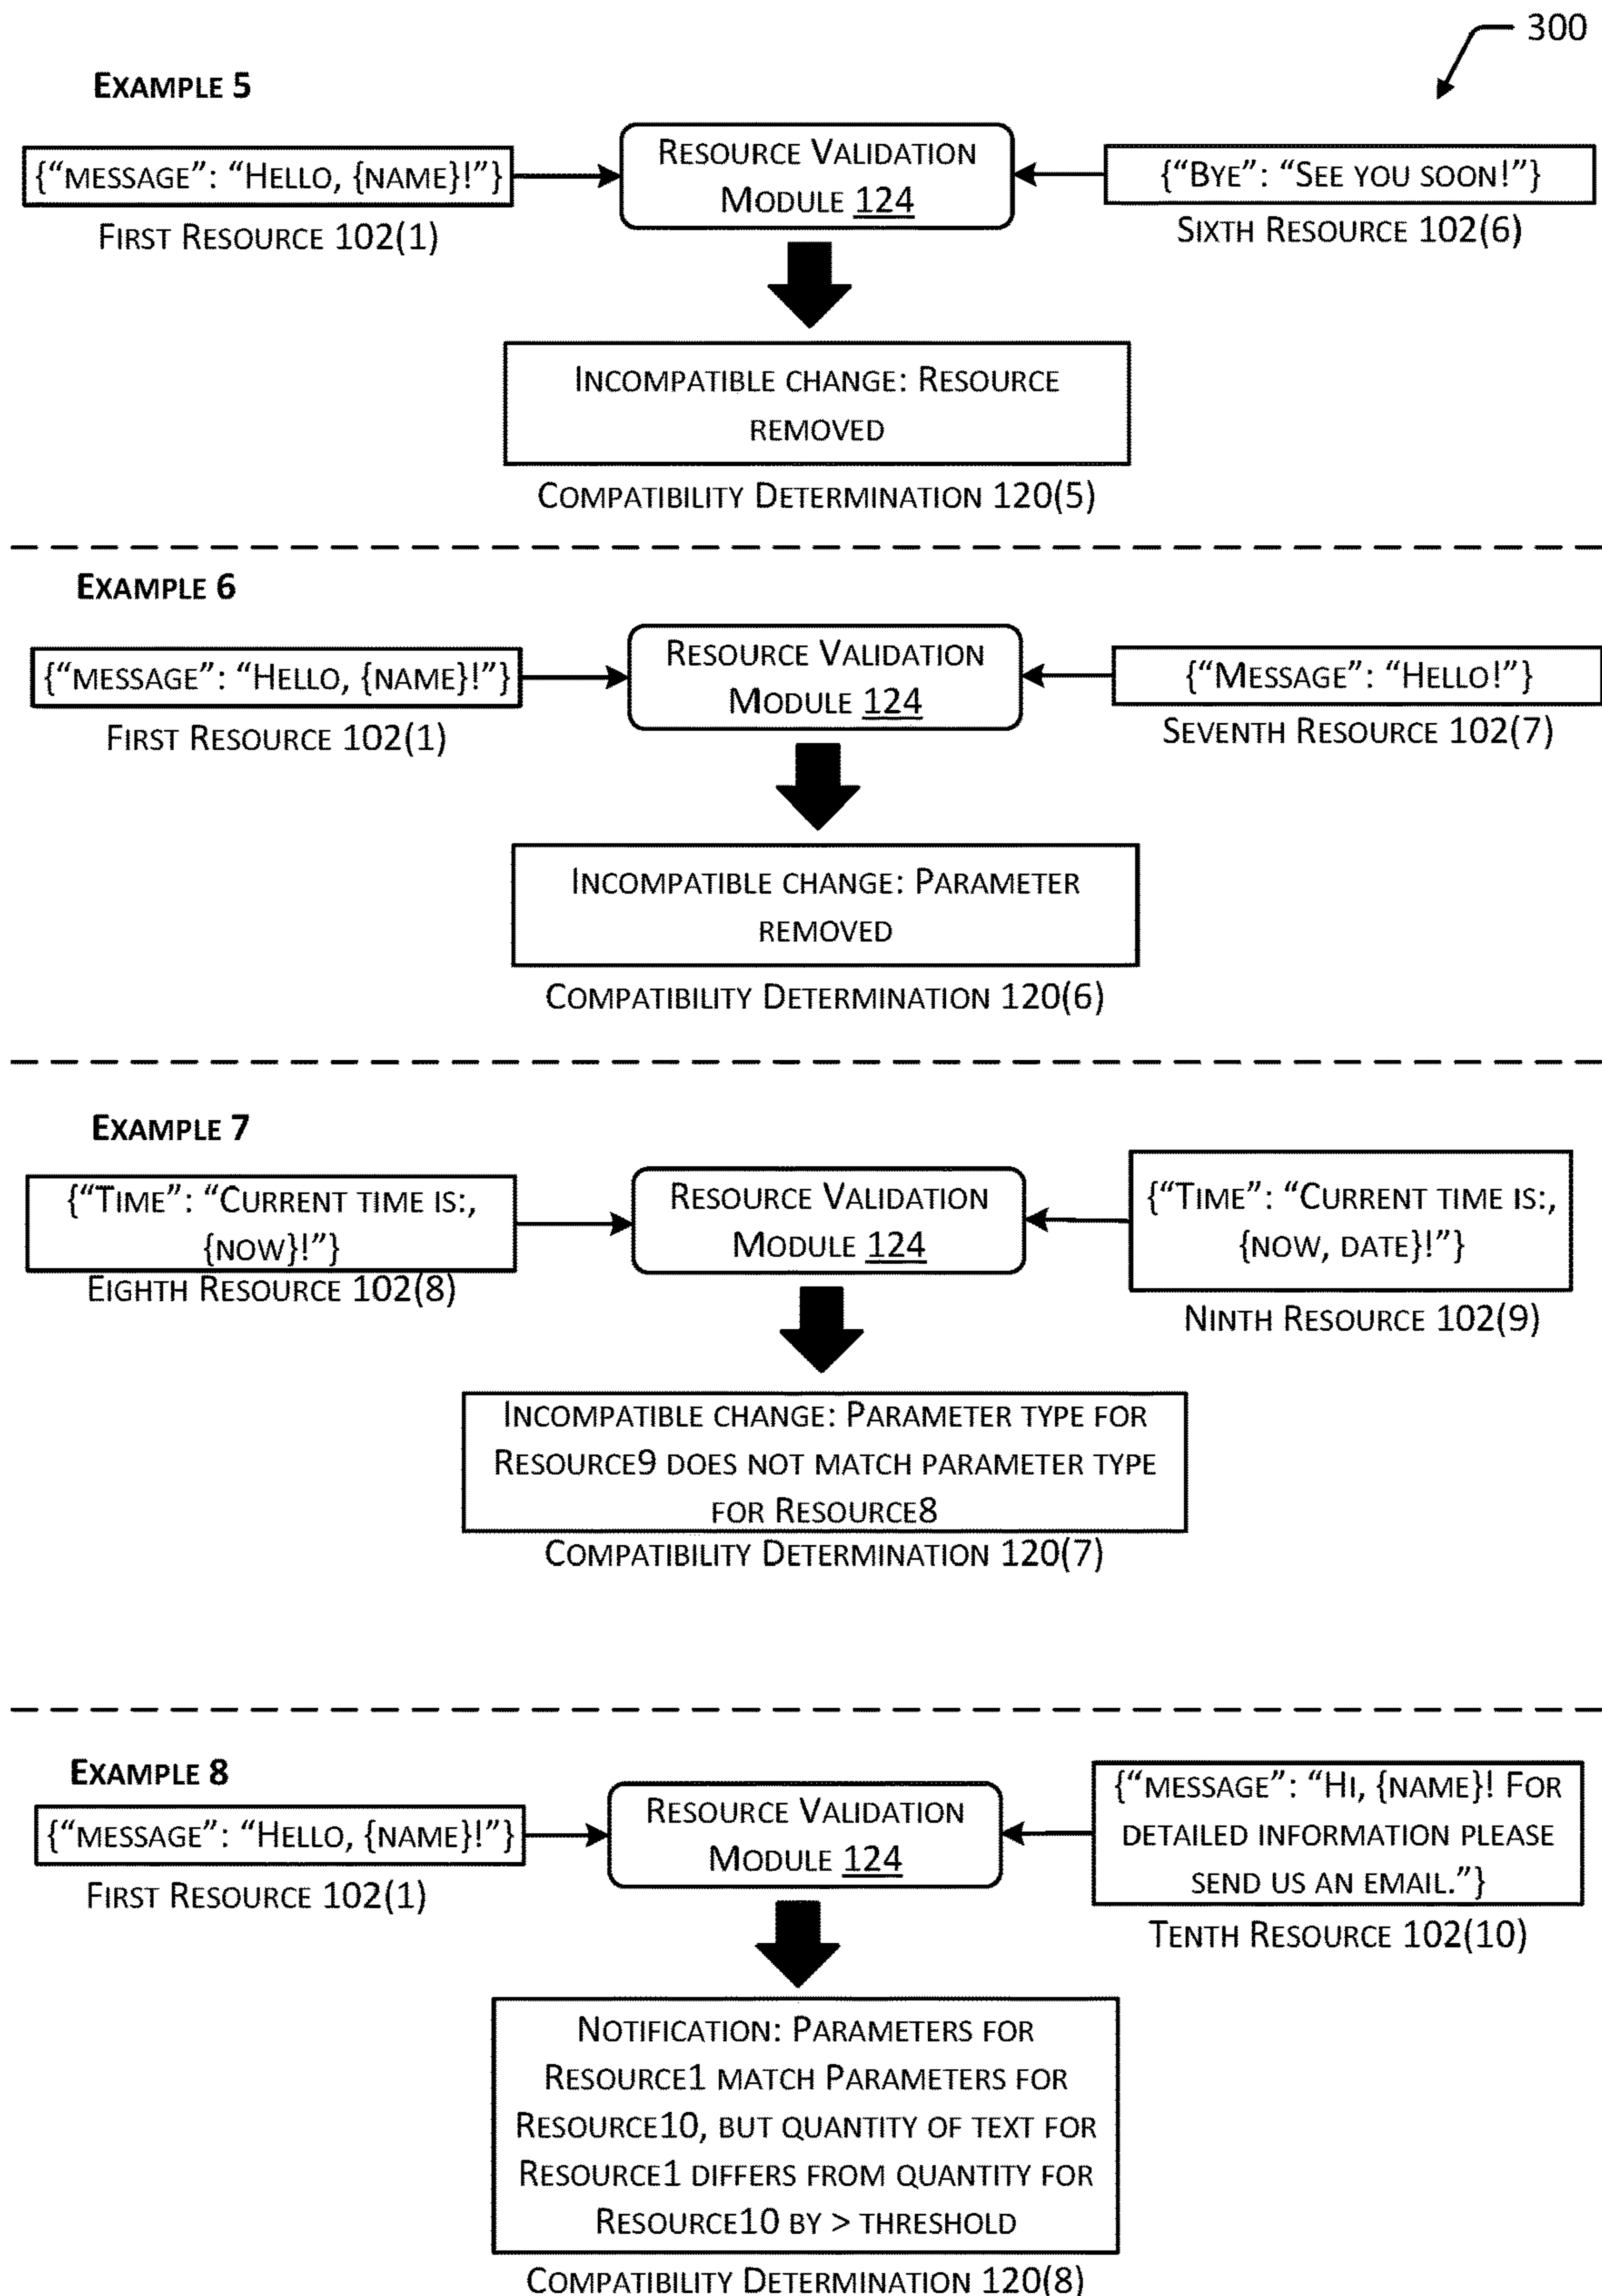 300
EXAMPLE 5
{“MESSAGE”: “HELLO, {NAME}!”}
FIRST RESOURCE 102(1)
RESOURCE VALIDATION
MODULE 124
{“BYE”: “SEE YOU SOON!”}
SIXTH RESOURCE 102(6)
INCOMPATIBLE CHANGE: RESOURCE
REMOVED
COMPATIBILITY DETERMINATION 120(5)
EXAMPLE 6
{“MESSAGE”: “HELLO, {NAME}!”}
FIRST RESOURCE 102(1)
RESOURCE VALIDATION
MODULE 124
{“MESSAGE”: “HELLO!”}
SEVENTH RESOURCE 102(7)
INCOMPATIBLE CHANGE: PARAMETER
REMOVED
COMPATIBILITY DETERMINATION 120(6)
EXAMPLE 7
{“TIME”: “CURRENT TIME IS:,
{NOW}!”}
EIGHTH RESOURCE 102(8)
RESOURCE VALIDATION
MODULE 124
{“TIME”: “CURRENT TIME IS:,
{NOW, DATE}!”}
NINTH RESOURCE 102(9)
INCOMPATIBLE CHANGE: PARAMETER TYPE FOR
RESOURCE9 DOES NOT MATCH PARAMETER TYPE
FOR RESOURCE8
COMPATIBILITY DETERMINATION 120(7)
EXAMPLE 8
{“MESSAGE”: “HELLO, {NAME}!”}
FIRST RESOURCE 102(1)
RESOURCE VALIDATION
MODULE 124
{“MESSAGE”: “HI, {NAME}! FOR
DETAILED INFORMATION PLEASE
SEND US AN EMAIL.”}
TENTH RESOURCE 102(10)
NOTIFICATION: PARAMETERS FOR
RESOURCE1 MATCH PARAMETERS FOR
RESOURCE10, BUT QUANTITY OF TEXT FOR
RESOURCE1 DIFFERS FROM QUANTITY FOR
RESOURCE10 BY > THRESHOLD
COMPATIBILITY DETERMINATION 120(8)